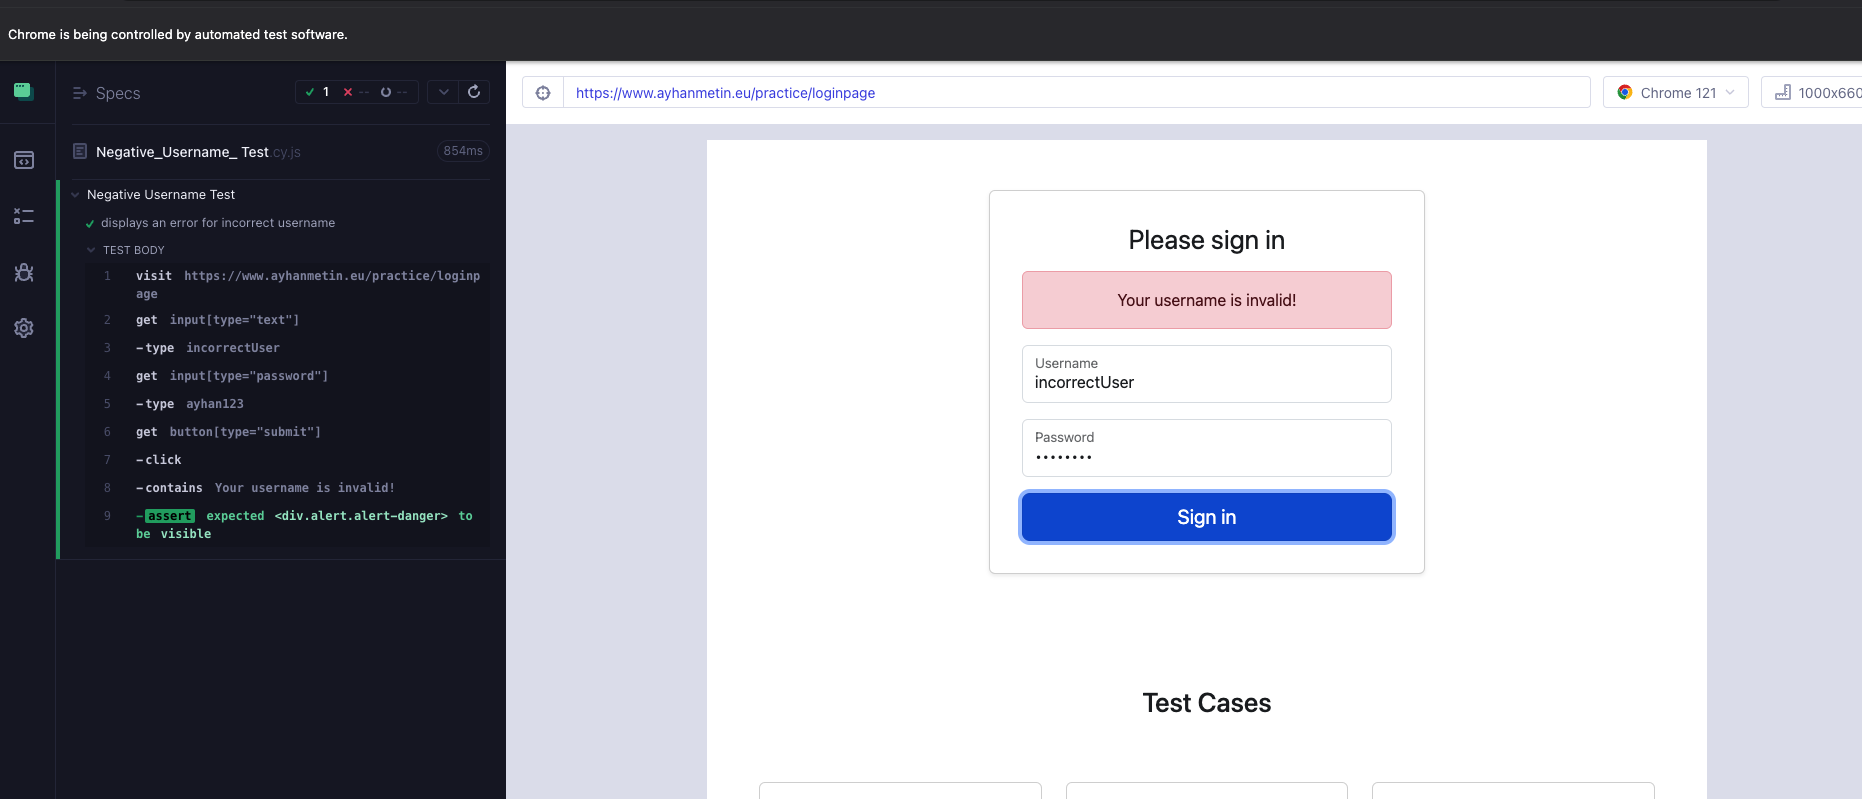 Chrome is being controlled by automated test software.
Specs
1
--
--
https://www.ayhanmetin.eu/practice/loginpage
Chrome 121
1000x660
Negative_Username_ Test.cy.js
854ms
Negative Username Test
displays an error for incorrect username
TEST BODY
1 visit https://www.ayhanmetin.eu/practice/loginp
age
2 get input[type="text"]
3 -type incorrectUser
4 get input[type="password"]
5 -type ayhan123
6 get button[type="submit"]
7 -click
8 -contains Your username is invalid!
9 -assert expected <div.alert.alert-danger> to
be visible
Please sign in
Your username is invalid!
Username
incorrectUser
Password
••••••••
Sign in
Test Cases